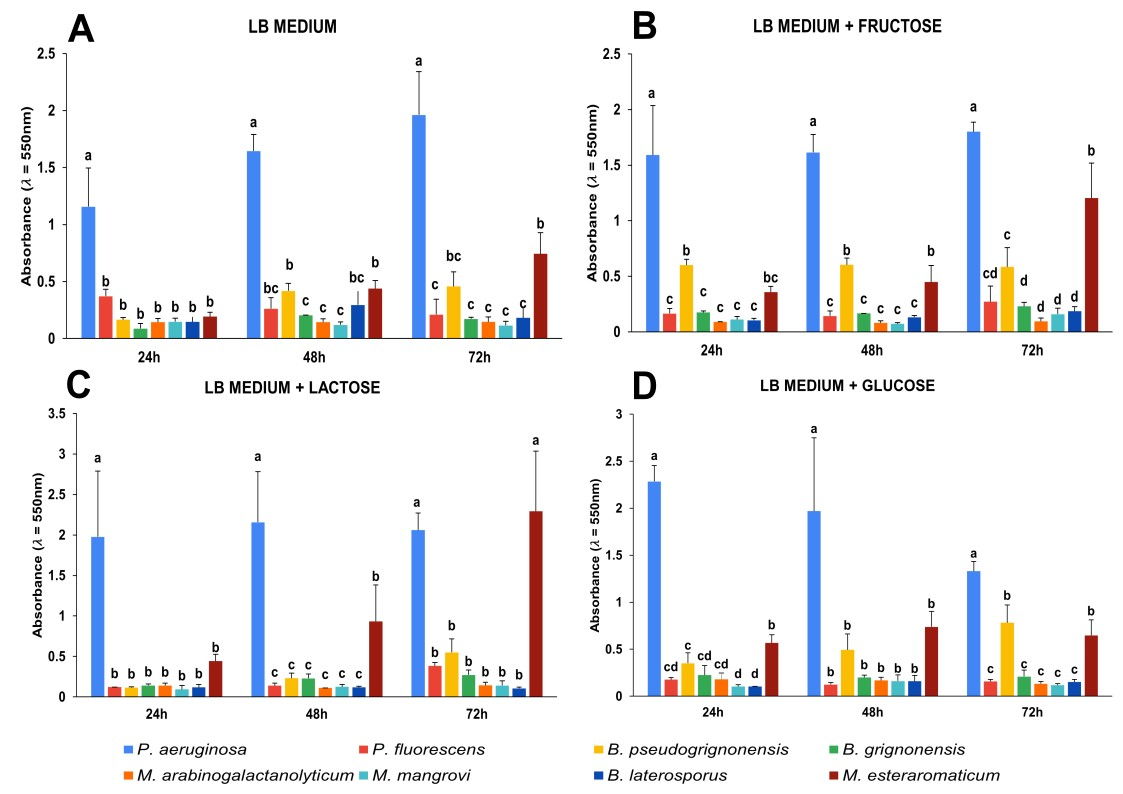 A
LB MEDIUM
Absorbance (λ = 550nm)
2.5
2
1.5
1
0.5
0
a b b b b b b b
a bc b c c c bc b
a c bc c c c c b
24h 48h 72h
B
LB MEDIUM + FRUCTOSE
Absorbance (λ = 550nm)
2.5
2
1.5
1
0.5
0
a c b c c c c bc
a c b c c c c b
a cd c d d d d b
24h 48h 72h
C
LB MEDIUM + LACTOSE
Absorbance (λ = 550nm)
3.5
3
2.5
2
1.5
1
0.5
0
a b b b b b b b
a c c c c c c b
a b b b b b b a
24h 48h 72h
D
LB MEDIUM + GLUCOSE
Absorbance (λ = 550nm)
3
2.5
2
1.5
1
0.5
0
a cd c cd cd d d b
a b b b b b b b
a c b c c c c b
24h 48h 72h
P. aeruginosa P. fluorescens B. pseudogrignonensis B. grignonensis
M. arabinogalactanolyticum M. mangrovi B. laterosporus M. esteraromaticum